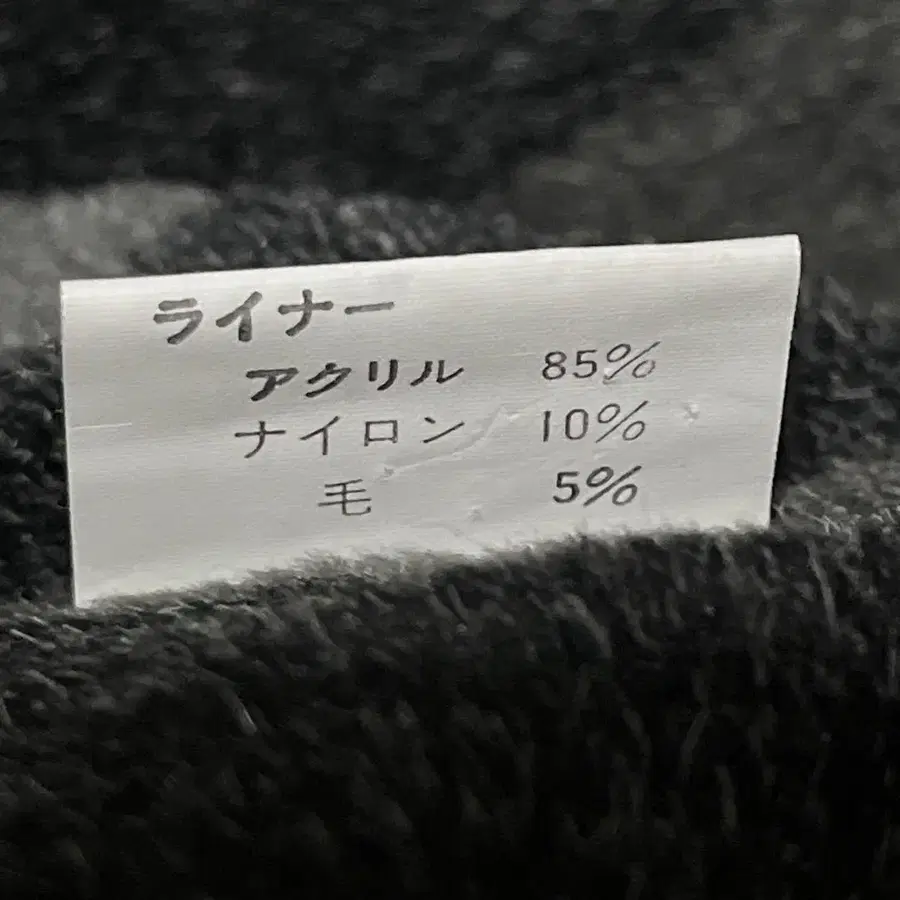 ライナー
アクリル 85%
ナイロン 10%
毛 5%